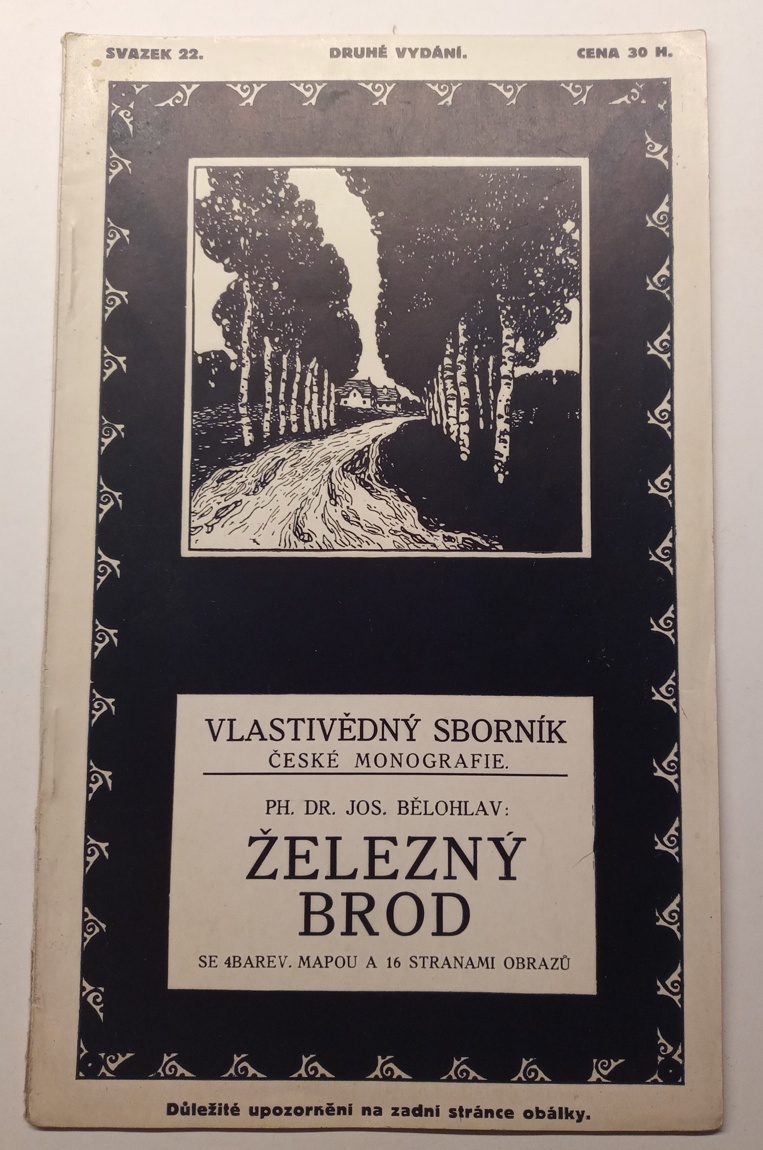 SVAZEK 22. DRUHÉ VYDÁNÍ. CENA 30 H.
VLASTIVĚDNÝ SBORNÍK
ČESKÉ MONOGRAFIE.
PH. DR. JOS. BĚLOHLAV:
ŽELEZNÝ
BROD
SE 4BAREV. MAPOU A 16 STRANAMI OBRAZŮ
Důležité upozornění na zadní stránce obálky.